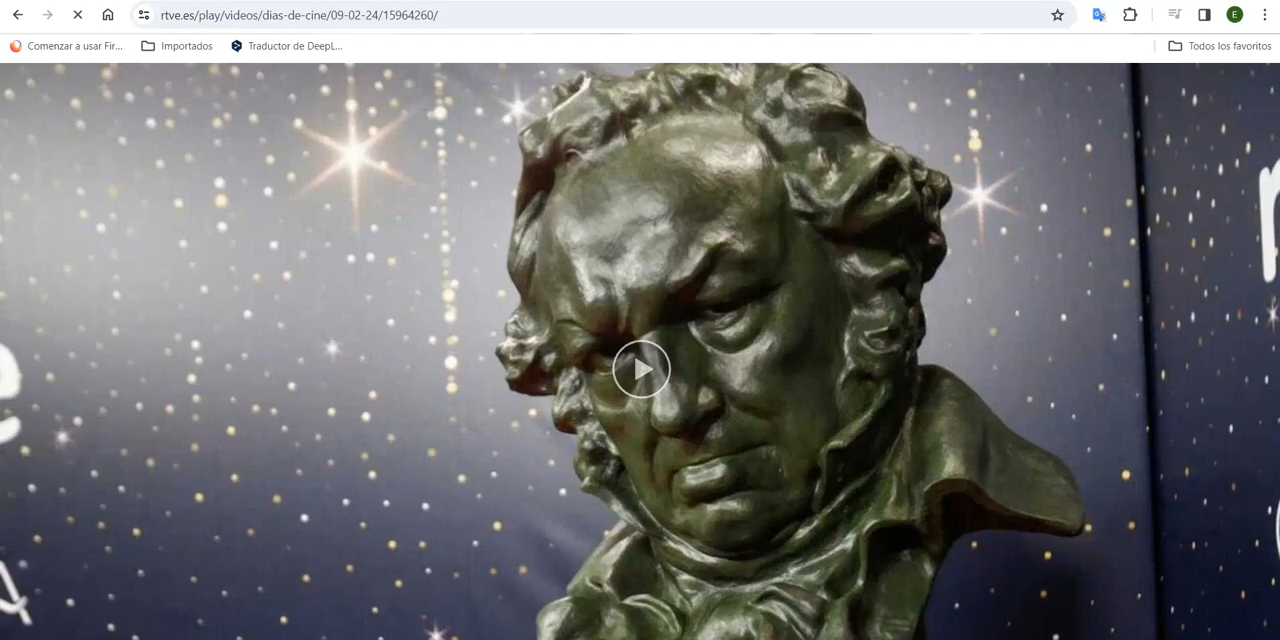 rtve.es/play/videos/dias-de-cine/09-02-24/15964260/
E
Comenzar a usar Fir...
Importados
Traductor de DeepL...
Todos los favoritos